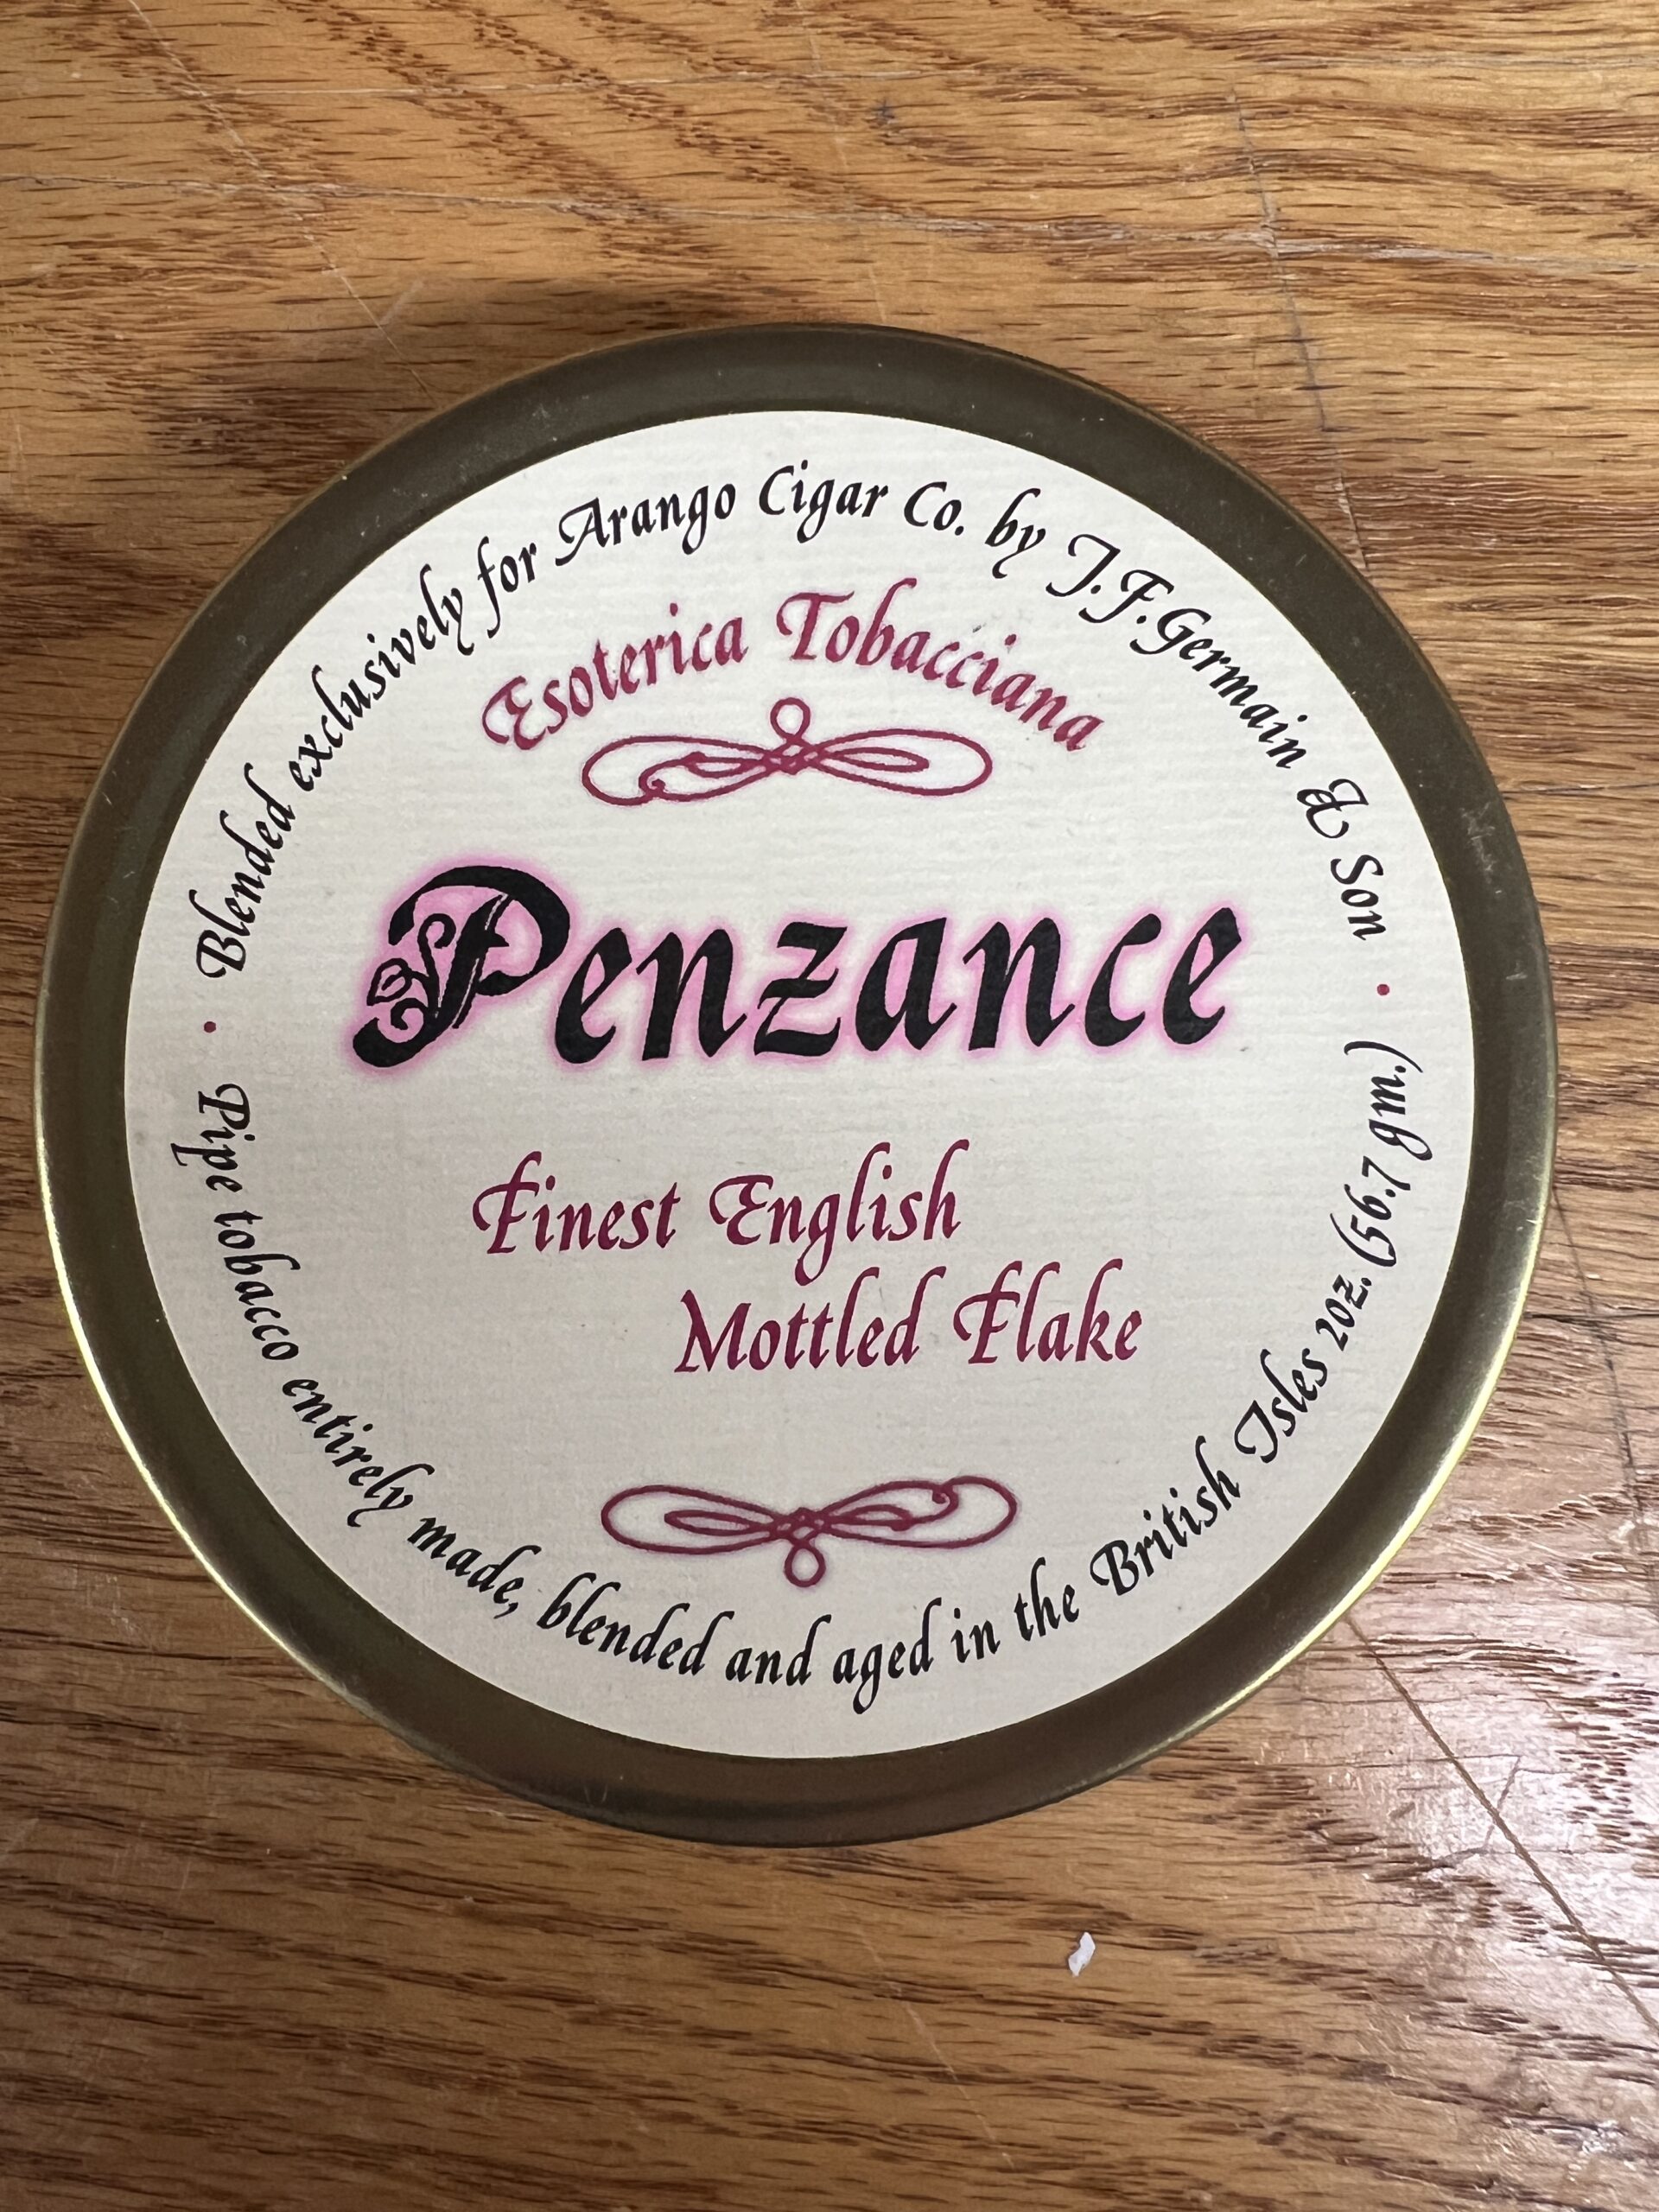 Blended exclusively for Arango Cigar Co. by J.F.Germain & Son
Esoterica Tobacciana
Penzance
Finest English
Mottled Flake
Pipe tobacco entirely made, blended and aged in the British Isles 2oz. (56.7 gm.)